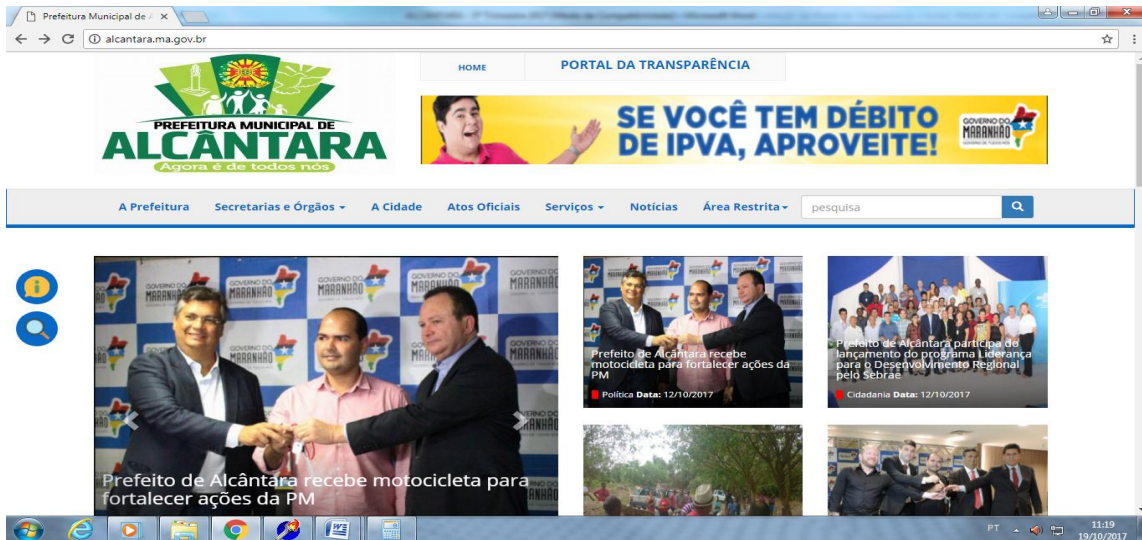 Prefeitura Municipal de A
alcantara.ma.gov.br
PREFEITURA MUNICIPAL DE
ALCÂNTARA
Agora é de todos nós
HOME
PORTAL DA TRANSPARÊNCIA
SE VOCÊ TEM DÉBITO
DE IPVA, APROVEITE!
GOVERNO DO
MARANHÃO
A Prefeitura
Secretarias e Órgãos
A Cidade
Atos Oficiais
Serviços
Notícias
Área Restrita
pesquisa
GOVERNO DO
MARANHÃO
Prefeito de Alcântara recebe motocicleta para
fortalecer ações da PM
Prefeito de Alcântara recebe
motocicleta para fortalecer ações da
PM
Política Data: 12/10/2017
Prefeito de Alcântara participa do
lançamento do programa Liderança
para o Desenvolvimento Regional
pelo Sebrae
Cidadania Data: 12/10/2017
PT
11:19
19/10/2017